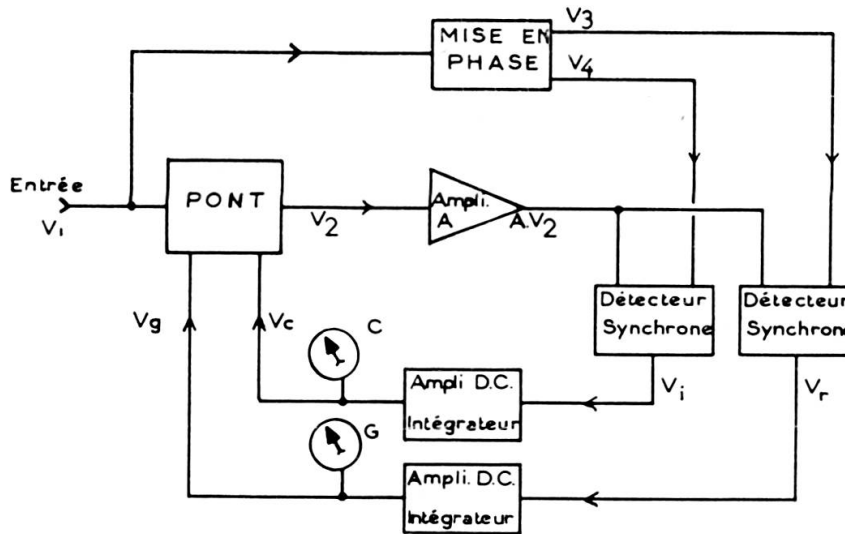 V3
MISE EN
PHASE
V4
Entrée
V1
PONT
V2
Ampli.
A
A.V2
Détecteur
Synchrone
Détecteur
Synchrone
Vg
Vc
C
Ampli D.C.
Intégrateur
Vi
Vr
G
Ampli. D.C.
Intégrateur